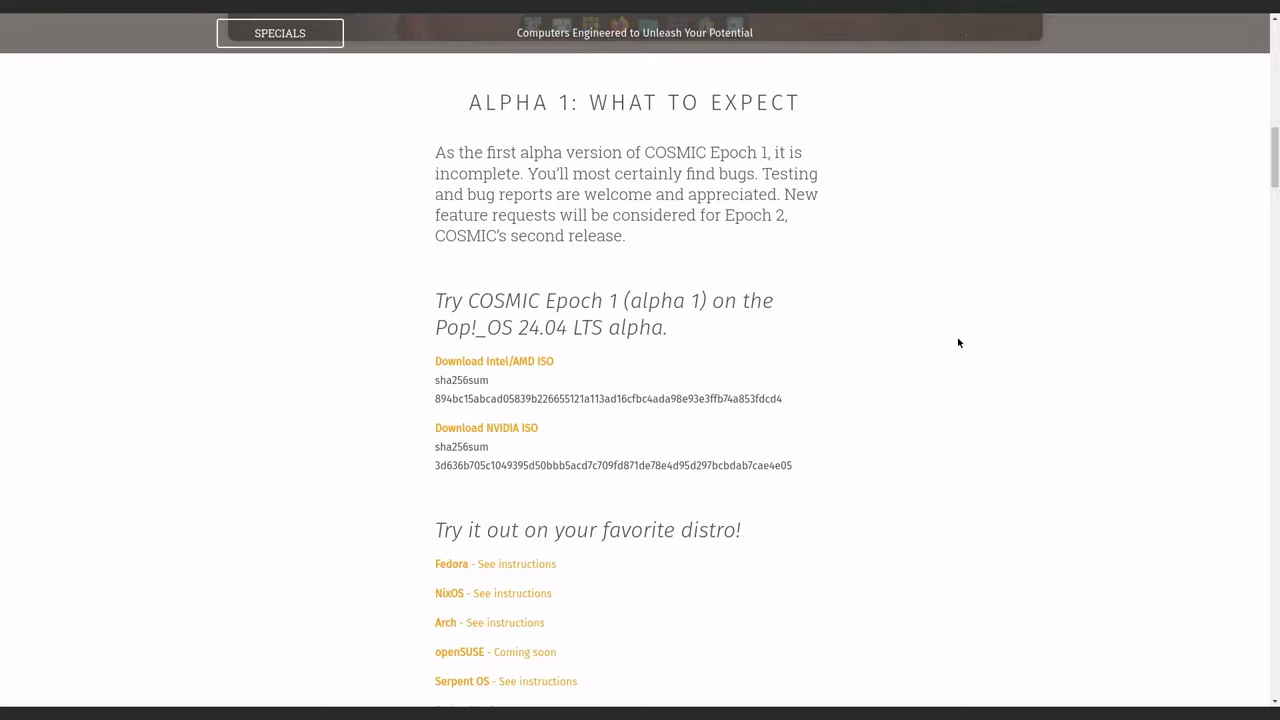 SPECIALS
Computers Engineered to Unleash Your Potential
ALPHA 1: WHAT TO EXPECT
As the first alpha version of COSMIC Epoch 1, it is
incomplete. You'll most certainly find bugs. Testing
and bug reports are welcome and appreciated. New
feature requests will be considered for Epoch 2,
COSMIC's second release.
Try COSMIC Epoch 1 (alpha 1) on the
Pop!_OS 24.04 LTS alpha.
Download Intel/AMD ISO
sha256sum
894bc15abcad05839b226655121a113ad16cfbc4ada98e93e3ffb74a853fdcd4
Download NVIDIA ISO
sha256sum
3d636b705c1049395d50bbb5acd7c709fd871de78e4d95d297bcbdab7cae4e05
Try it out on your favorite distro!
Fedora - See instructions
NixOS - See instructions
Arch - See instructions
openSUSE - Coming soon
Serpent OS - See instructions